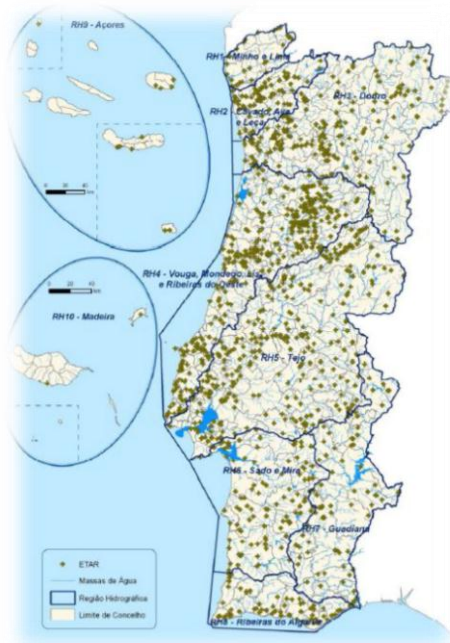 RH9 - Açores
RH1 - Minho e Lima
RH3 - Douro
RH2 - Cávado, Ave
e Leça
RH4 - Vouga, Mondego, Lis
e Ribeiras do Oeste
RH10 - Madeira
RH5 - Tejo
RH6 - Sado e Mira
RH7 - Guadiana
RH8 - Ribeiras do Algarve
ETAR
Massas de Água
Região Hidrográfica
Limite de Concelho